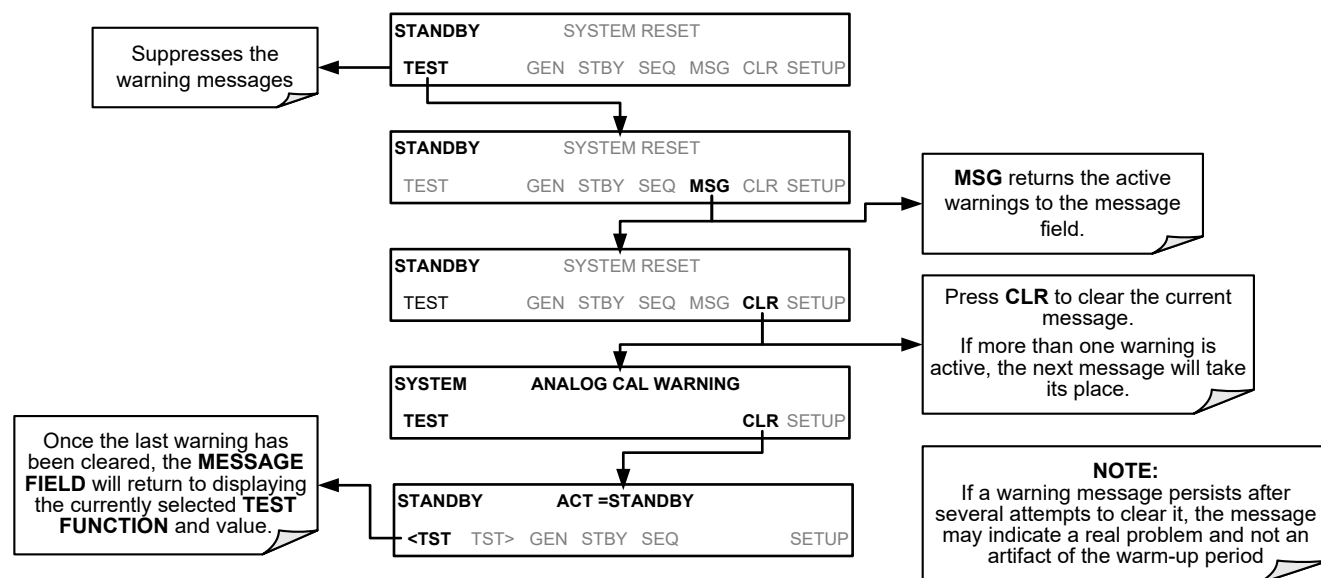 STANDBY SYSTEM RESET
TEST GEN STBY SEQ MSG CLR SETUP
Suppresses the
warning messages
STANDBY SYSTEM RESET
TEST GEN STBY SEQ MSG CLR SETUP
MSG returns the active
warnings to the message
field.
STANDBY SYSTEM RESET
TEST GEN STBY SEQ MSG CLR SETUP
Press CLR to clear the current
message.
If more than one warning is
active, the next message will take
its place.
SYSTEM ANALOG CAL WARNING
TEST CLR SETUP
Once the last warning has
been cleared, the MESSAGE
FIELD will return to displaying
the currently selected TEST
FUNCTION and value.
STANDBY ACT =STANDBY
<TST TST> GEN STBY SEQ SETUP
NOTE:
If a warning message persists after
several attempts to clear it, the message
may indicate a real problem and not an
artifact of the warm-up period